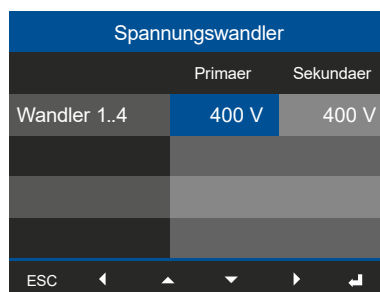 Spannungswandler
Primaer Sekundaer
Wandler 1..4 400 V 400 V
ESC